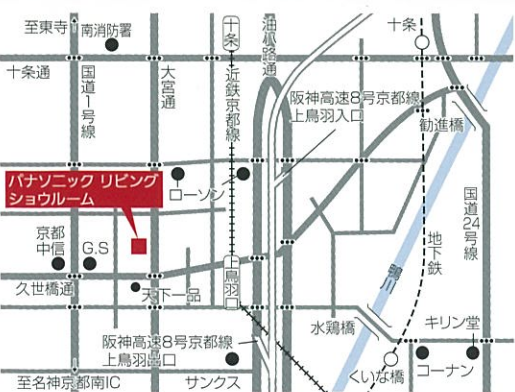 至東寺
南消防署
十条
油小路通
十条
十条通
国道1号線
大宮通
近鉄京都線
阪神高速8号京都線
上鳥羽入口
勧進橋
パナソニック リビング
ショウルーム
ローソン
京都
中信
G.S
国道24号線
地下鉄
鴨川
上鳥羽口
久世橋通
天下一品
水鶏橋
キリン堂
阪神高速8号京都線
上鳥羽出口
至名神京都南IC
サンクス
くいな橋
コーナン